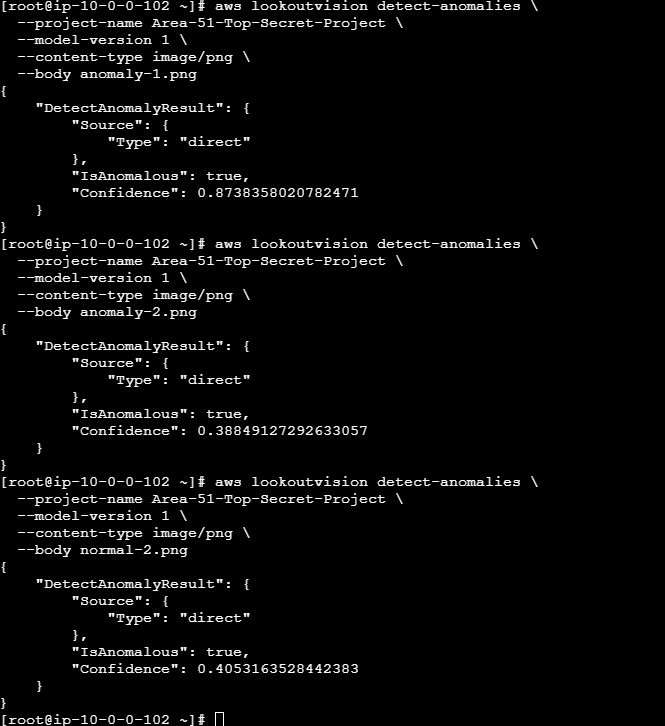 [root@ip-10-0-0-102 ~]# aws lookoutvision detect-anomalies \
  --project-name Area-51-Top-Secret-Project \
  --model-version 1 \
  --content-type image/png \
  --body anomaly-1.png
{
    "DetectAnomalyResult": {
        "Source": {
            "Type": "direct"
        },
        "IsAnomalous": true,
        "Confidence": 0.8738358020782471
    }
}
[root@ip-10-0-0-102 ~]# aws lookoutvision detect-anomalies \
  --project-name Area-51-Top-Secret-Project \
  --model-version 1 \
  --content-type image/png \
  --body anomaly-2.png
{
    "DetectAnomalyResult": {
        "Source": {
            "Type": "direct"
        },
        "IsAnomalous": true,
        "Confidence": 0.38849127292633057
    }
}
[root@ip-10-0-0-102 ~]# aws lookoutvision detect-anomalies \
  --project-name Area-51-Top-Secret-Project \
  --model-version 1 \
  --content-type image/png \
  --body normal-2.png
{
    "DetectAnomalyResult": {
        "Source": {
            "Type": "direct"
        },
        "IsAnomalous": true,
        "Confidence": 0.4053163528442383
    }
}
[root@ip-10-0-0-102 ~]#